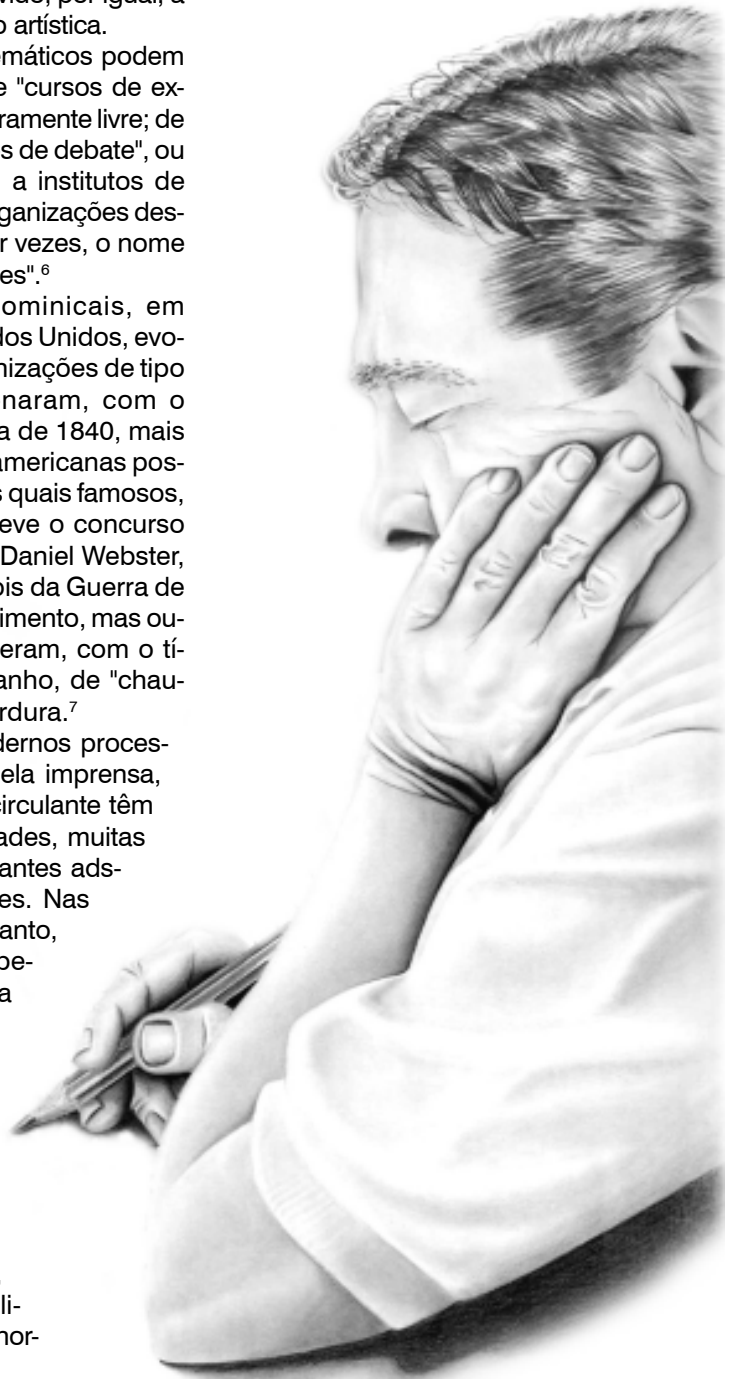 vido, por igual, a
o artística.
emáticos podem
e "cursos de ex-
ramente livre; de
s de debate", ou
a institutos de
ganizações des-
r vezes, o nome
es".⁶
ominicais, em
dos Unidos, evo-
nizações de tipo
naram, com o
a de 1840, mais
americanas pos-
s quais famosos,
eve o concurso
Daniel Webster,
ois da Guerra de
imento, mas ou-
eram, com o tí-
anho, de "chau-
rdura.⁷
dernos proces-
ela imprensa,
circulante têm
ades, muitas
antes ads-
es. Nas
anto,
pe-
a
li-
nor-